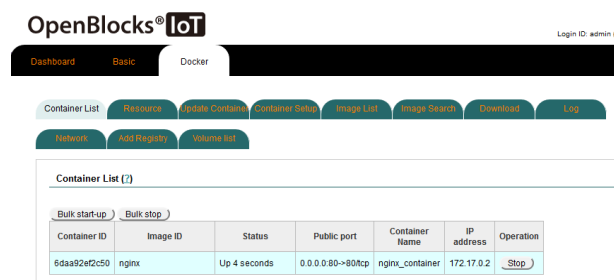 OpenBlocks® IoT
Login ID: admin
Dashboard Basic Docker
Container List Resource Update Container Container Setup Image List Image Search Download Log
Network Add Registry Volume list
Container List (?)
Bulk start-up Bulk stop
Container ID Image ID Status Public port Container Name IP address Operation
6daa92ef2c50 nginx Up 4 seconds 0.0.0.0:80->80/tcp nginx_container 172.17.0.2 Stop